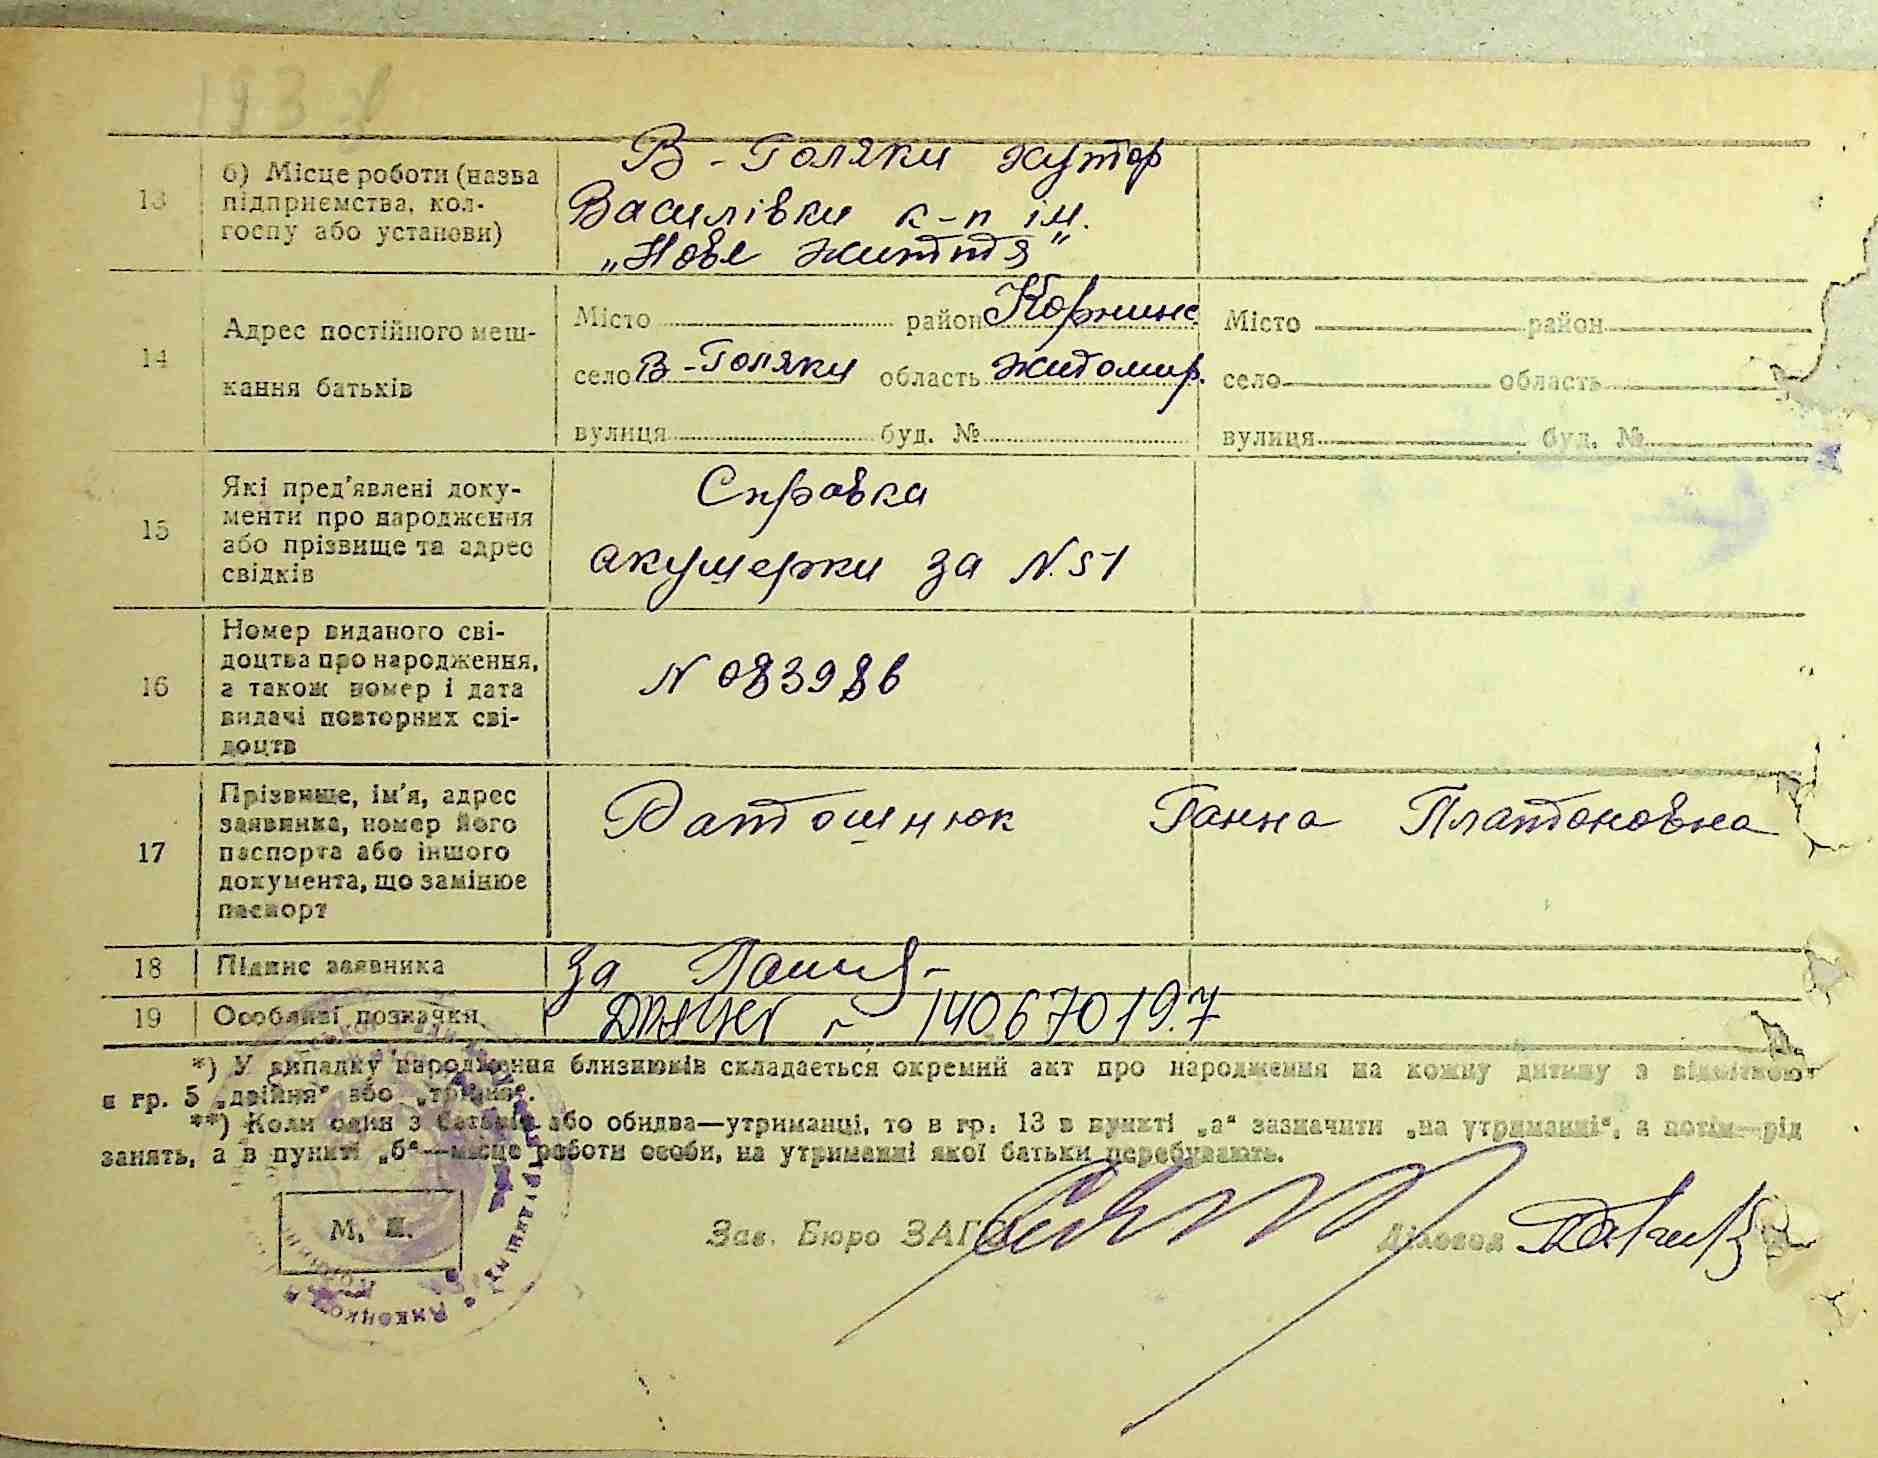 193
13
б) Місце роботи (назва підприємства, колгоспу або установи)
В-Голяки хутор
Василівки к-п ім.
„Нове життя"
14
Адрес постійного мешкання батьків
Місто район Корнинс.
село В-Голяки область Житомир.
вулиця буд. №
Місто район
село область
вулиця буд. №
15
Які пред'явлені доку-
менти про народження
або прізвище та адрес
свідків
Справка
акушерки за N.51
16
Номер виданого сві-
доцтва про народження,
а також номер і дата
видачі повторних сві-
доцтв
N 083986
17
Прізвище, ім'я, адрес
заявника, номер його
паспорта або іншого
документа, що замінює
паспорт
Ратошнюк Ганна Платоновна
18
Підпис заявника
за
19
Особливі позначки
г 140670197
*) У випадку народження близнюків складається окремий акт про народження на кожну дитину з відміткою
в гр. 5 „двійня" або „трійня".
**) Коли один з батьків або обидва—утриманці, то в гр. 13 в пункті „а" зазначити „на утриманні", а потім—рід
занять, а в пункті „б"—місце роботи особи, на утриманні якої батьки перебувають.
М. П.
Зав. Бюро ЗАГС
Діловод